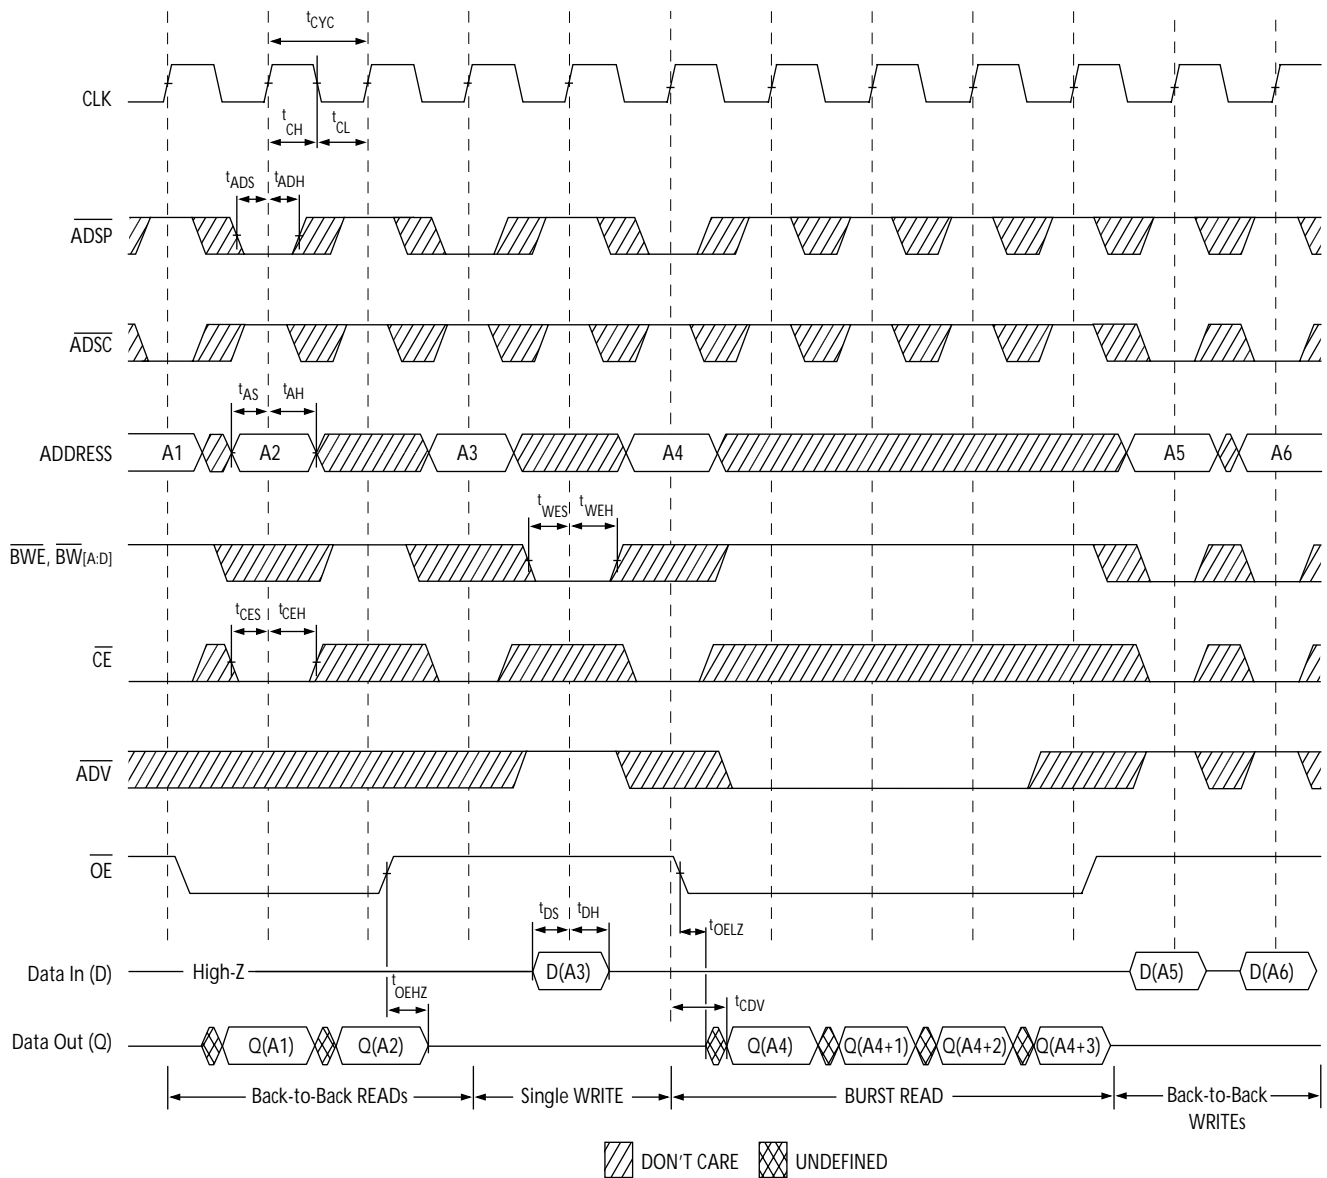 tCYC
CLK
tCH tCL
tADS tADH
ADSP
ADSC
tAS tAH
ADDRESS A1 A2 A3 A4 A5 A6
tWES tWEH
BWE, BW[A:D]
tCES tCEH
CE
ADV
OE
tDS tDH tOELZ
Data In (D) High-Z D(A3) D(A5) D(A6)
tOEHZ tCDV
Data Out (Q) Q(A1) Q(A2) Q(A4) Q(A4+1) Q(A4+2) Q(A4+3)
Back-to-Back READs Single WRITE BURST READ Back-to-Back
WRITEs
DON'T CARE UNDEFINED